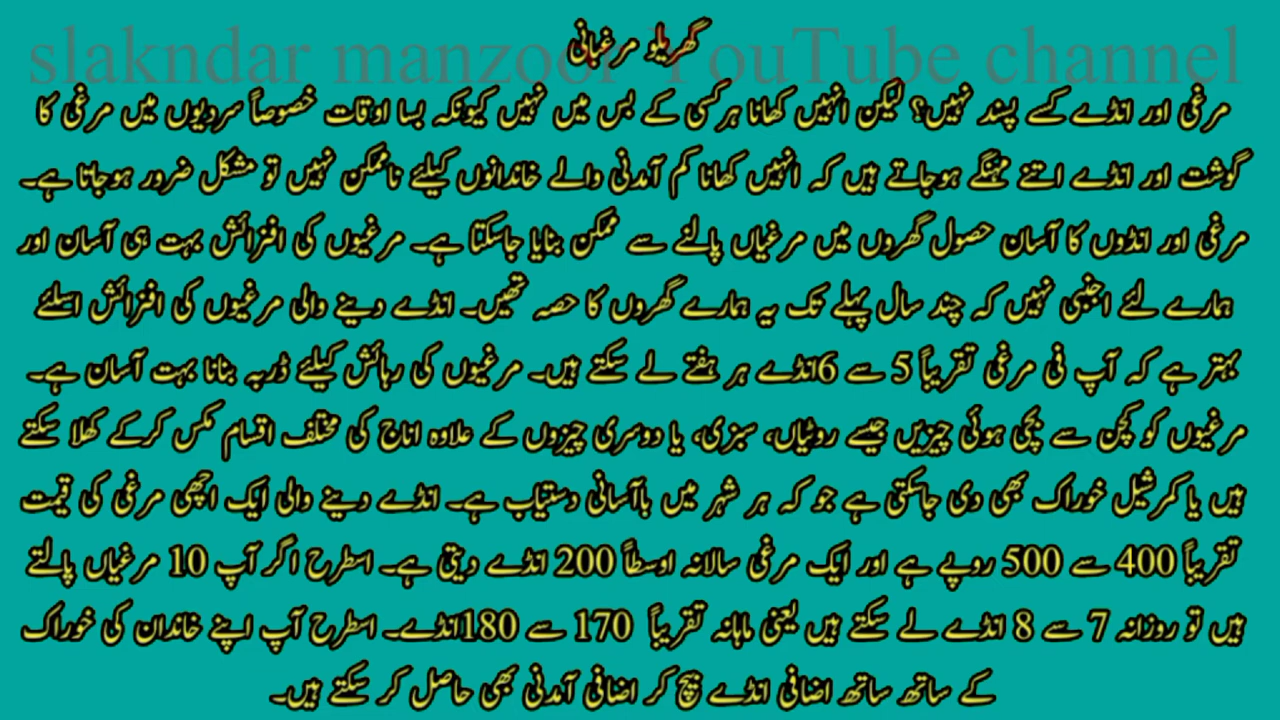 slakndar manzoor YouTube channel
گھریلو مرغبانی
مرغی اور انڈے کسے پسند نہیں؟ لیکن انہیں کھانا ہر کسی کے بس میں نہیں کیونکہ بسا اوقات خصوصاً سردیوں میں مرغی کا
گوشت اور انڈے اتنے مہنگے ہوجاتے ہیں کہ انہیں کھانا کم آمدنی والے خاندانوں کیلئے ناممکن نہیں تو مشکل ضرور ہوجاتا ہے۔
مرغی اور انڈوں کا آسان حصول گھروں میں مرغیاں پالنے سے ممکن بنایا جاسکتا ہے۔ مرغیوں کی افزائش بہت ہی آسان اور
ہمارے لئے اجنبی نہیں کہ چند سال پہلے تک یہ ہمارے گھروں کا حصہ تھیں۔ انڈے دینے والی مرغیوں کی افزائش اسلئے
بہتر ہے کہ آپ فی مرغی تقریباً 5 سے 6انڈے ہر ہفتے لے سکتے ہیں۔ مرغیوں کی رہائش کیلئے ڈربہ بنانا بہت آسان ہے۔
مرغیوں کو کچن سے بچی ہوئی چیزیں جیسے روٹیاں، سبزی، یا دوسری چیزوں کے علاوہ اناج کی مختلف اقسام مکس کرکے کھلا سکتے
ہیں یا کمرشیل خوراک بھی دی جاسکتی ہے جو کہ ہر شہر میں باآسانی دستیاب ہے۔ انڈے دینے والی ایک اچھی مرغی کی قیمت
تقریباً 400 سے 500 روپے ہے اور ایک مرغی سالانہ اوسطاً 200 انڈے دیتی ہے۔ اسطرح اگر آپ 10 مرغیاں پالتے
ہیں تو روزانہ 7 سے 8 انڈے لے سکتے ہیں یعنی ماہانہ تقریباً 170 سے 180انڈے۔ اسطرح آپ اپنے خاندان کی خوراک
کے ساتھ ساتھ اضافی انڈے بیچ کر اضافی آمدنی بھی حاصل کر سکتے ہیں۔